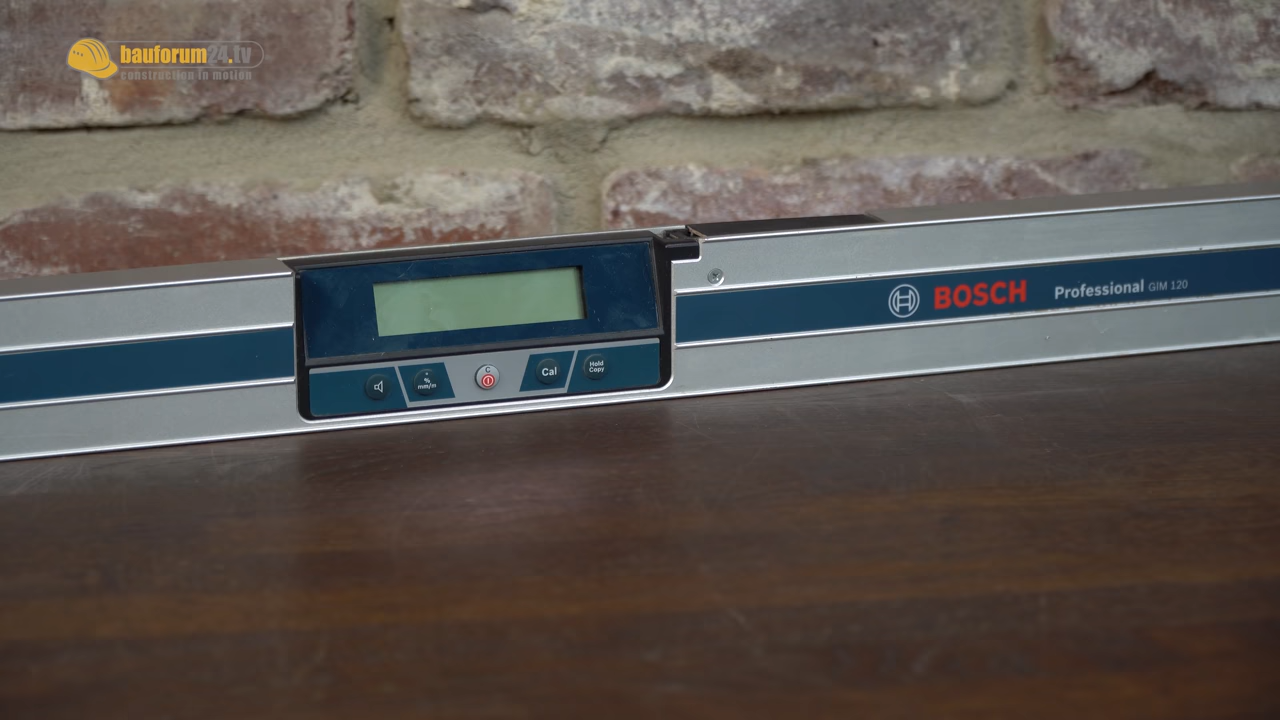 bauforum24.tv
construction in motion
BOSCH Professional GIM 120
°
%
mm/m
C
Cal
Hold
Copy